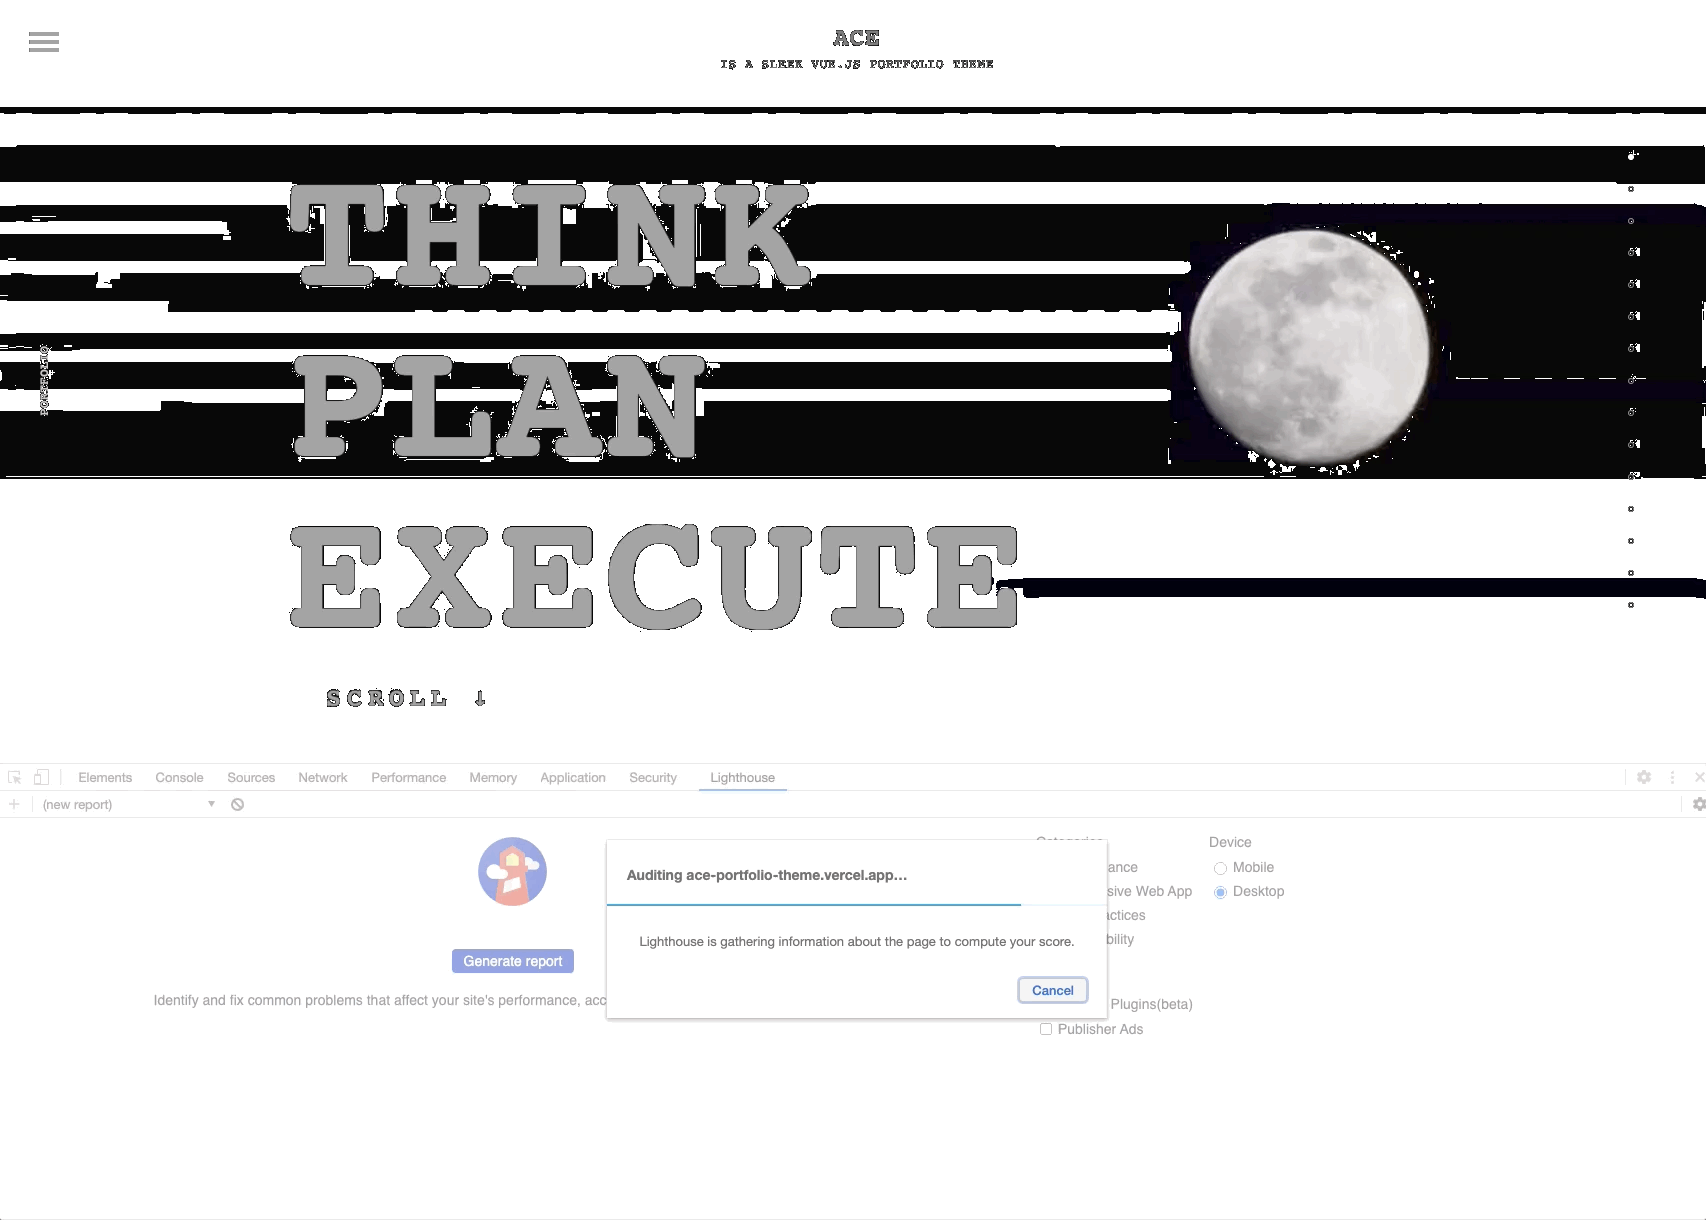 ACE
IS A SLEEK VUE.JS PORTFOLIO THEME
THINK
PLAN
EXECUTE
SCROLL ↓
Elements Console Sources Network Performance Memory Application Security Lighthouse
(new report)
Categories Device
ance Mobile
sive Web App Desktop
actices
bility
Auditing ace-portfolio-theme.vercel.app...
Lighthouse is gathering information about the page to compute your score.
Cancel
Generate report
Identify and fix common problems that affect your site's performance, acc
Plugins(beta)
Publisher Ads